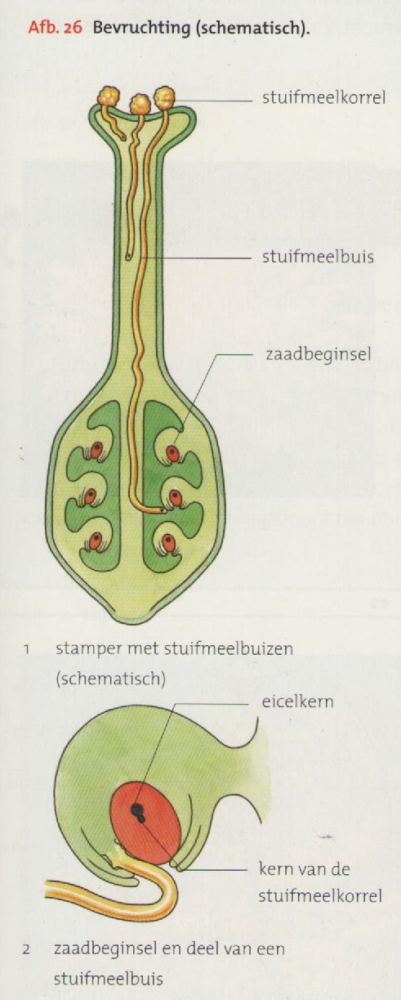 Afb. 26 Bevruchting (schematisch).
stuifmeelkorrel
stuifmeelbuis
zaadbeginsel
1 stamper met stuifmeelbuizen
(schematisch)
eicelkern
kern van de
stuifmeelkorrel
2 zaadbeginsel en deel van een
stuifmeelbuis